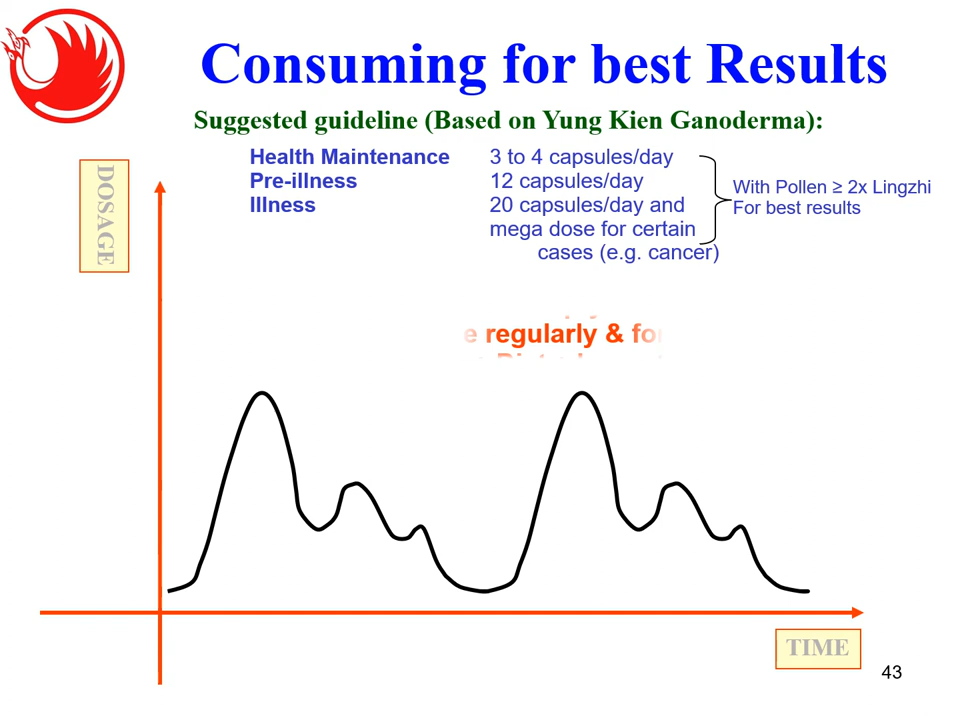 Consuming for best Results
Suggested guideline (Based on Yung Kien Ganoderma):
Health Maintenance 3 to 4 capsules/day
Pre-illness 12 capsules/day
Illness 20 capsules/day and
mega dose for certain
cases (e.g. cancer)
With Pollen ≥ 2x Lingzhi
For best results
DOSAGE
regularly &
TIME
43